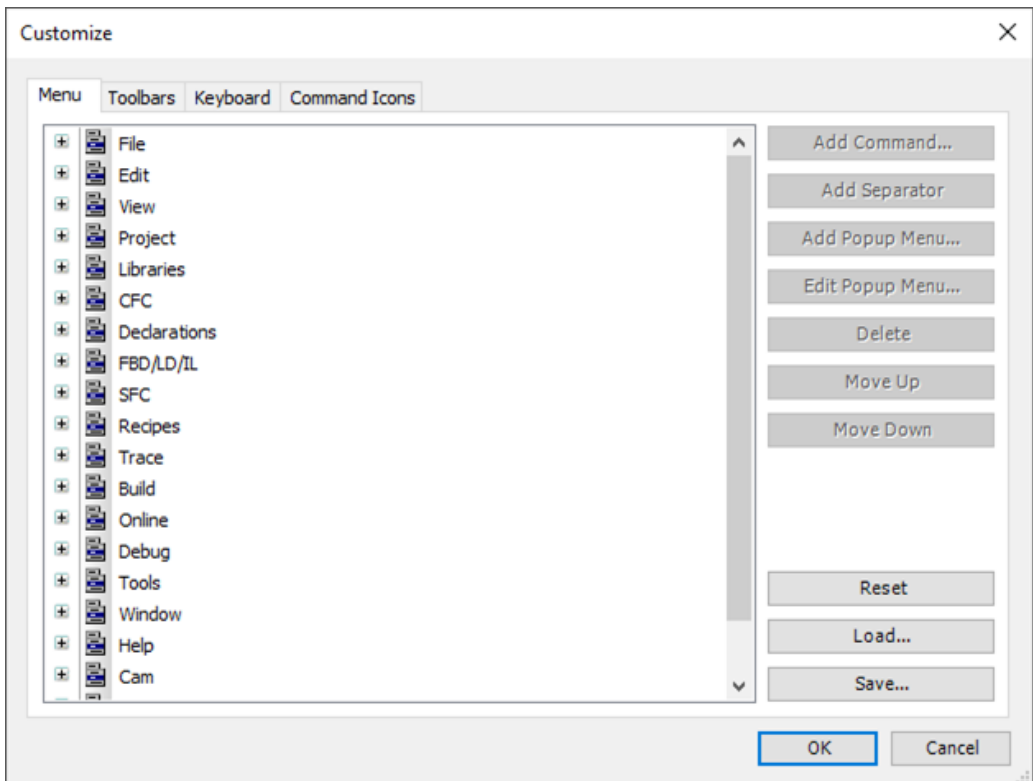 Customize
Menu
Toolbars
Keyboard
Command Icons
File
Edit
View
Project
Libraries
CFC
Declarations
FBD/LD/IL
SFC
Recipes
Trace
Build
Online
Debug
Tools
Window
Help
Cam
Add Command...
Add Separator
Add Popup Menu...
Edit Popup Menu...
Delete
Move Up
Move Down
Reset
Load...
Save...
OK
Cancel